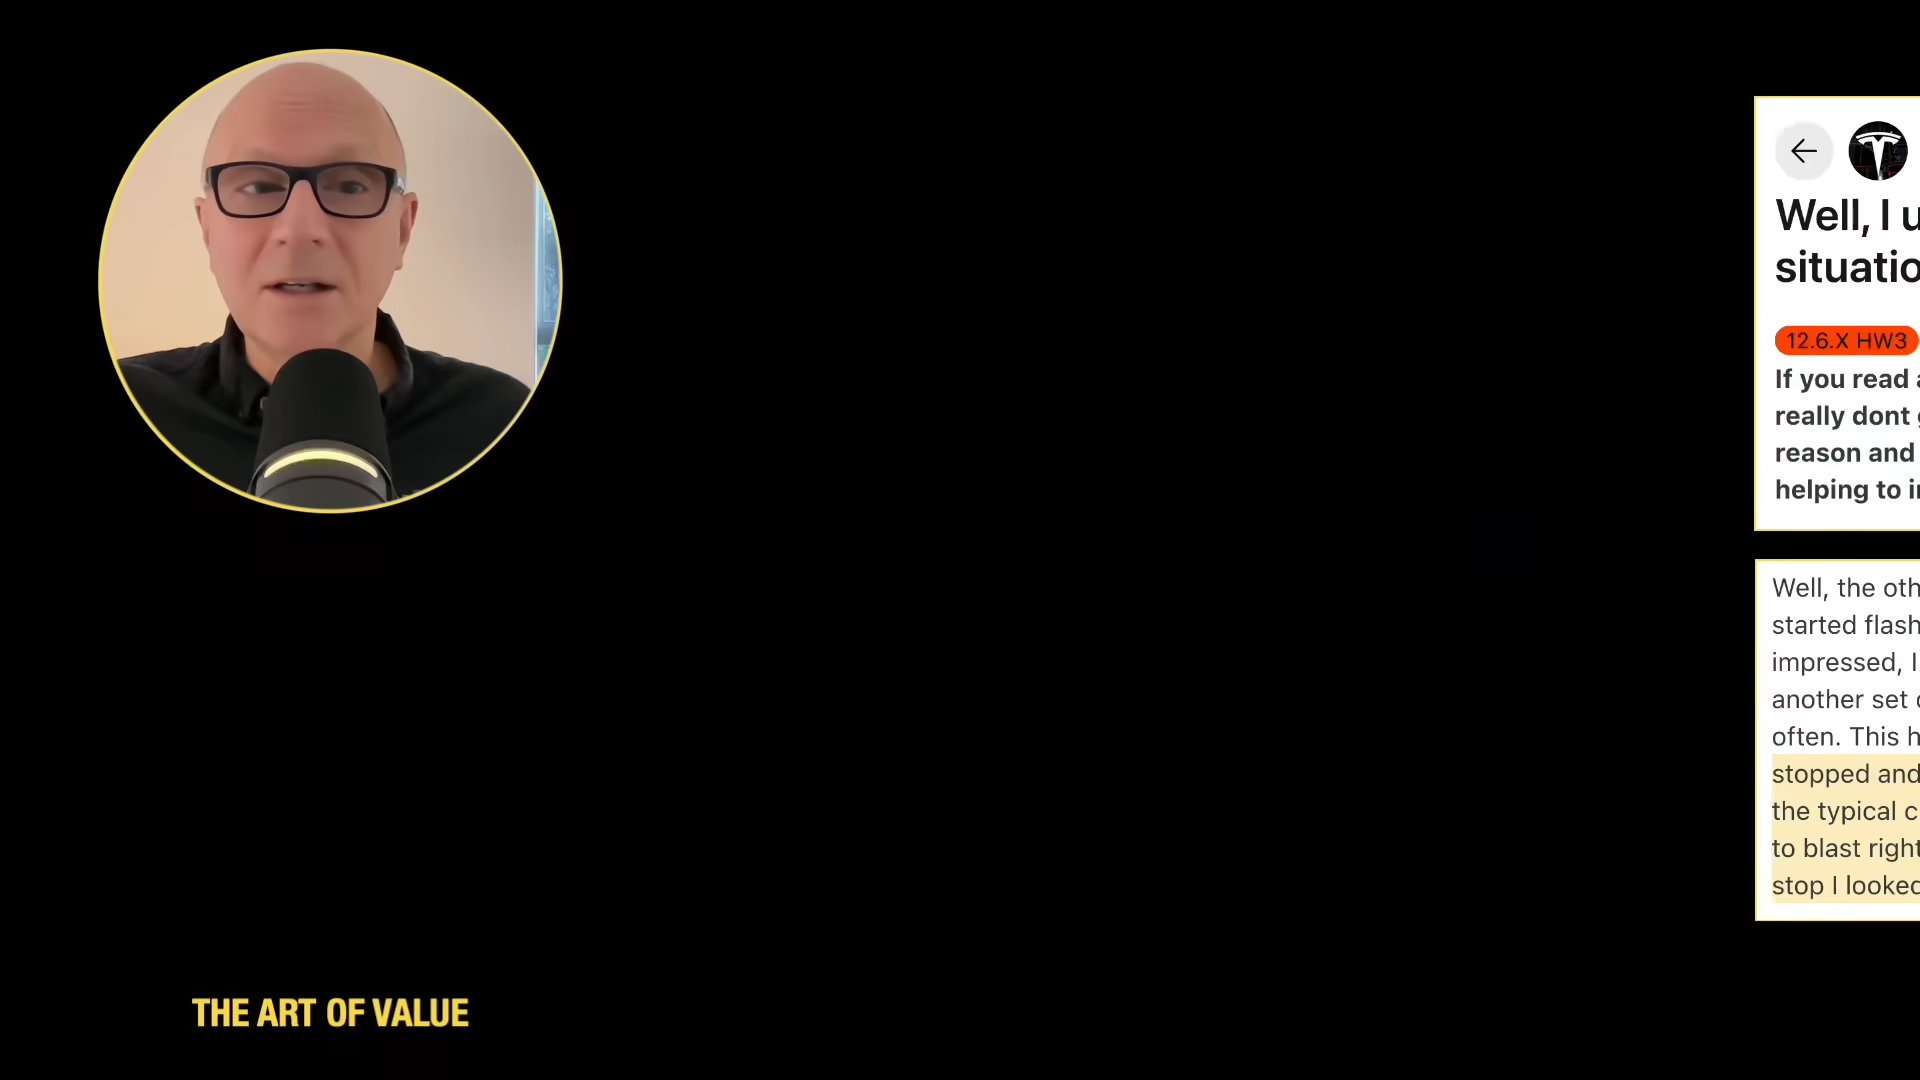 Well, I
situatio
12.6.X HW3
If you read
really dont
reason and
helping to
Well, the oth
started flash
impressed, I
another set
often. This h
stopped and
the typical c
to blast right
stop I looked
THE ART OF VALUE